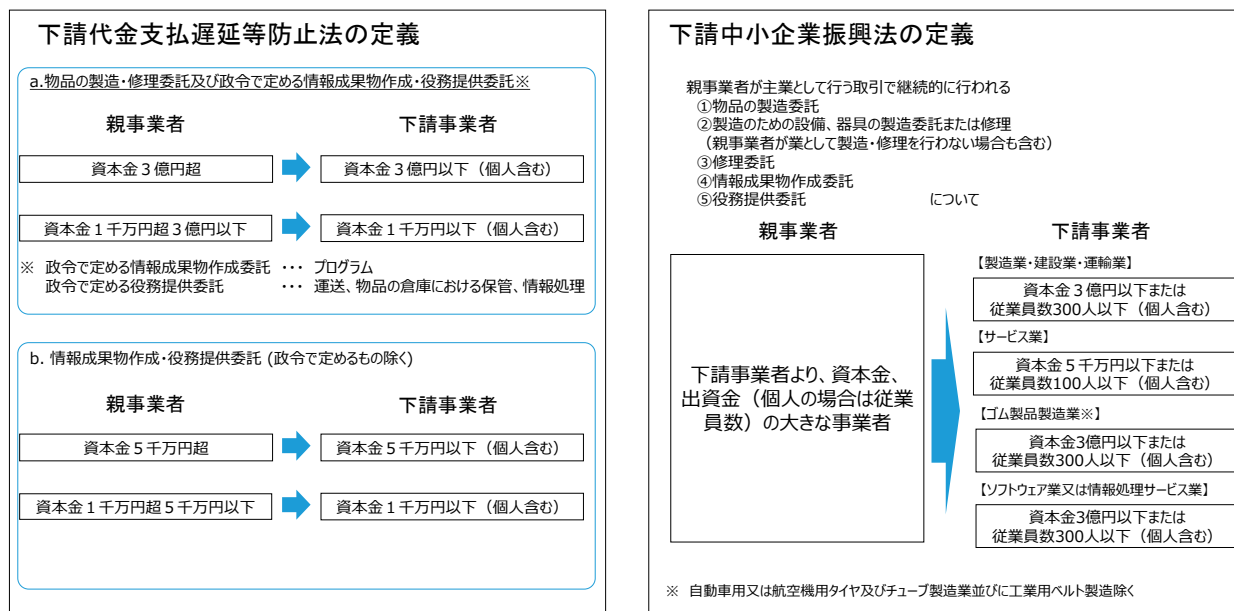 下請代金支払遅延等防止法の定義
a.物品の製造・修理委託及び政令で定める情報成果物作成・役務提供委託※
親事業者 下請事業者
資本金３億円超 資本金３億円以下（個人含む）
資本金１千万円超３億円以下 資本金１千万円以下（個人含む）
※ 政令で定める情報成果物作成委託 ・・・ プログラム
政令で定める役務提供委託 ・・・ 運送、物品の倉庫における保管、情報処理
b. 情報成果物作成・役務提供委託 (政令で定めるもの除く)
親事業者 下請事業者
資本金５千万円超 資本金５千万円以下（個人含む）
資本金１千万円超５千万円以下 資本金１千万円以下（個人含む）
下請中小企業振興法の定義
親事業者が主業として行う取引で継続的に行われる
①物品の製造委託
②製造のための設備、器具の製造委託または修理
（親事業者が業として製造・修理を行わない場合も含む）
③修理委託
④情報成果物作成委託
⑤役務提供委託 について
親事業者 下請事業者
下請事業者より、資本金、
出資金（個人の場合は従業
員数）の大きな事業者
【製造業・建設業・運輸業】
資本金３億円以下または
従業員数300人以下（個人含む）
【サービス業】
資本金５千万円以下または
従業員数100人以下（個人含む）
【ゴム製品製造業※】
資本金3億円以下または
従業員数300人以下（個人含む）
【ソフトウェア業又は情報処理サービス業】
資本金3億円以下または
従業員数300人以下（個人含む）
※ 自動車用又は航空機用タイヤ及びチューブ製造業並びに工業用ベルト製造除く